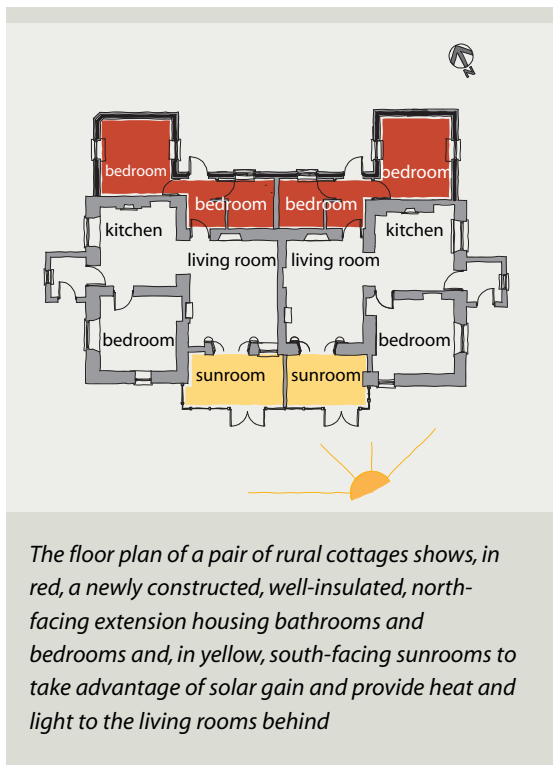 N
bedroom
bedroom
bedroom bedroom
kitchen kitchen
living room living room
bedroom bedroom
sunroom sunroom
The floor plan of a pair of rural cottages shows, in
red, a newly constructed, well-insulated, north-
facing extension housing bathrooms and
bedrooms and, in yellow, south-facing sunrooms to
take advantage of solar gain and provide heat and
light to the living rooms behind